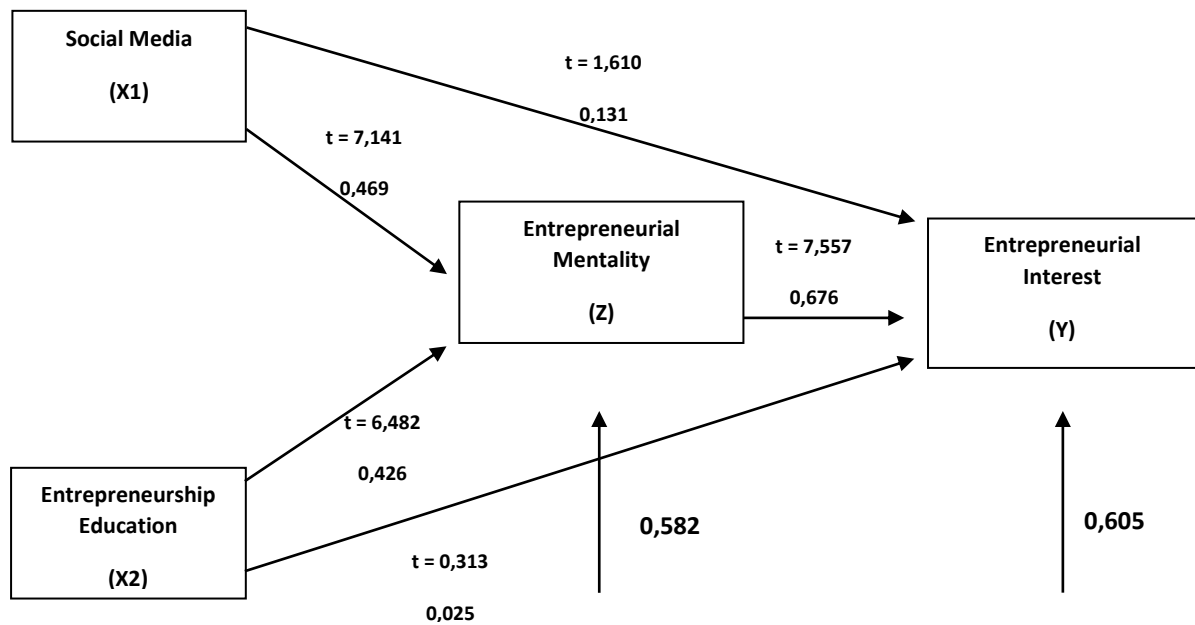 Social Media
(X1)
t = 1,610
0,131
t = 7,141
0,469
Entrepreneurial
Mentality
(Z)
t = 7,557
0,676
Entrepreneurial
Interest
(Y)
t = 6,482
0,426
Entrepreneurship
Education
(X2)
t = 0,313
0,025
0,582
0,605